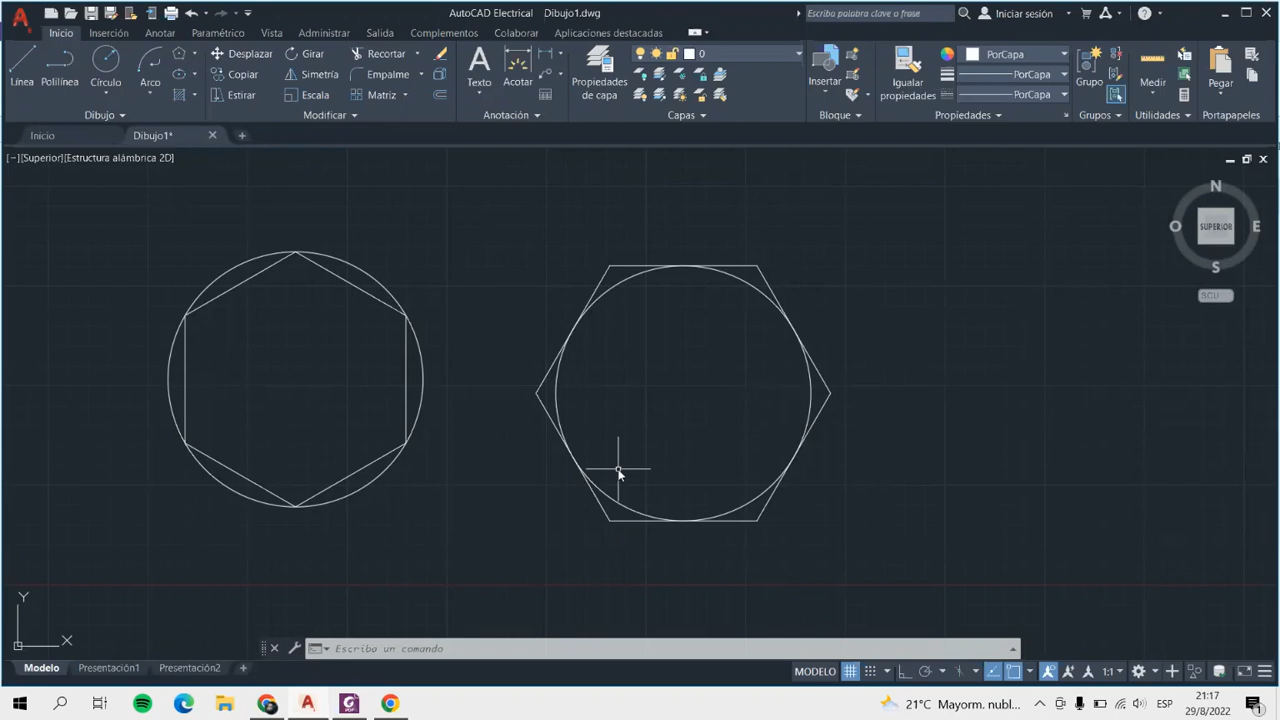 AutoCAD Electrical Dibujo1.dwg
Escriba palabra clave o frase
Iniciar sesión
Inicio Inserción Anotar Paramétrico Vista Administrar Salida Complementos Colaborar Aplicaciones destacadas
Línea Polilínea Círculo Arco
Desplazar Girar Recortar
Copiar Simetría Empalme
Estirar Escala Matriz
Texto Acotar
Propiedades de capa
0
Insertar
Igualar propiedades
PorCapa
PorCapa
PorCapa
Grupo Medir Pegar
Dibujo Modificar Anotación Capas Bloque Propiedades Grupos Utilidades Portapapeles
Inicio Dibujo1*
[−][Superior][Estructura alámbrica 2D]
N
O SUPERIOR E
S
SCU
Y
X
Escriba un comando
Modelo Presentación1 Presentación2
MODELO 1:1
21°C Mayorm. nubl... ESP
21:17
29/8/2022
1